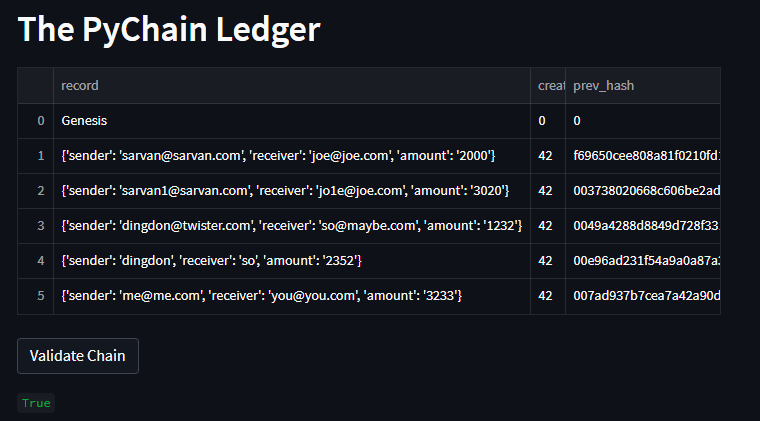 The PyChain Ledger
record creat prev_hash
0 Genesis 0 0
1 {'sender': 'sarvan@sarvan.com', 'receiver': 'joe@joe.com', 'amount': '2000'} 42 f69650cee808a81f0210fd1
2 {'sender': 'sarvan1@sarvan.com', 'receiver': 'jo1e@joe.com', 'amount': '3020'} 42 003738020668c606be2ad
3 {'sender': 'dingdon@twister.com', 'receiver': 'so@maybe.com', 'amount': '1232'} 42 0049a4288d8849d728f33
4 {'sender': 'dingdon', 'receiver': 'so', 'amount': '2352'} 42 00e96ad231f54a9a0a87a3
5 {'sender': 'me@me.com', 'receiver': 'you@you.com', 'amount': '3233'} 42 007ad937b7cea7a42a90d
Validate Chain
True